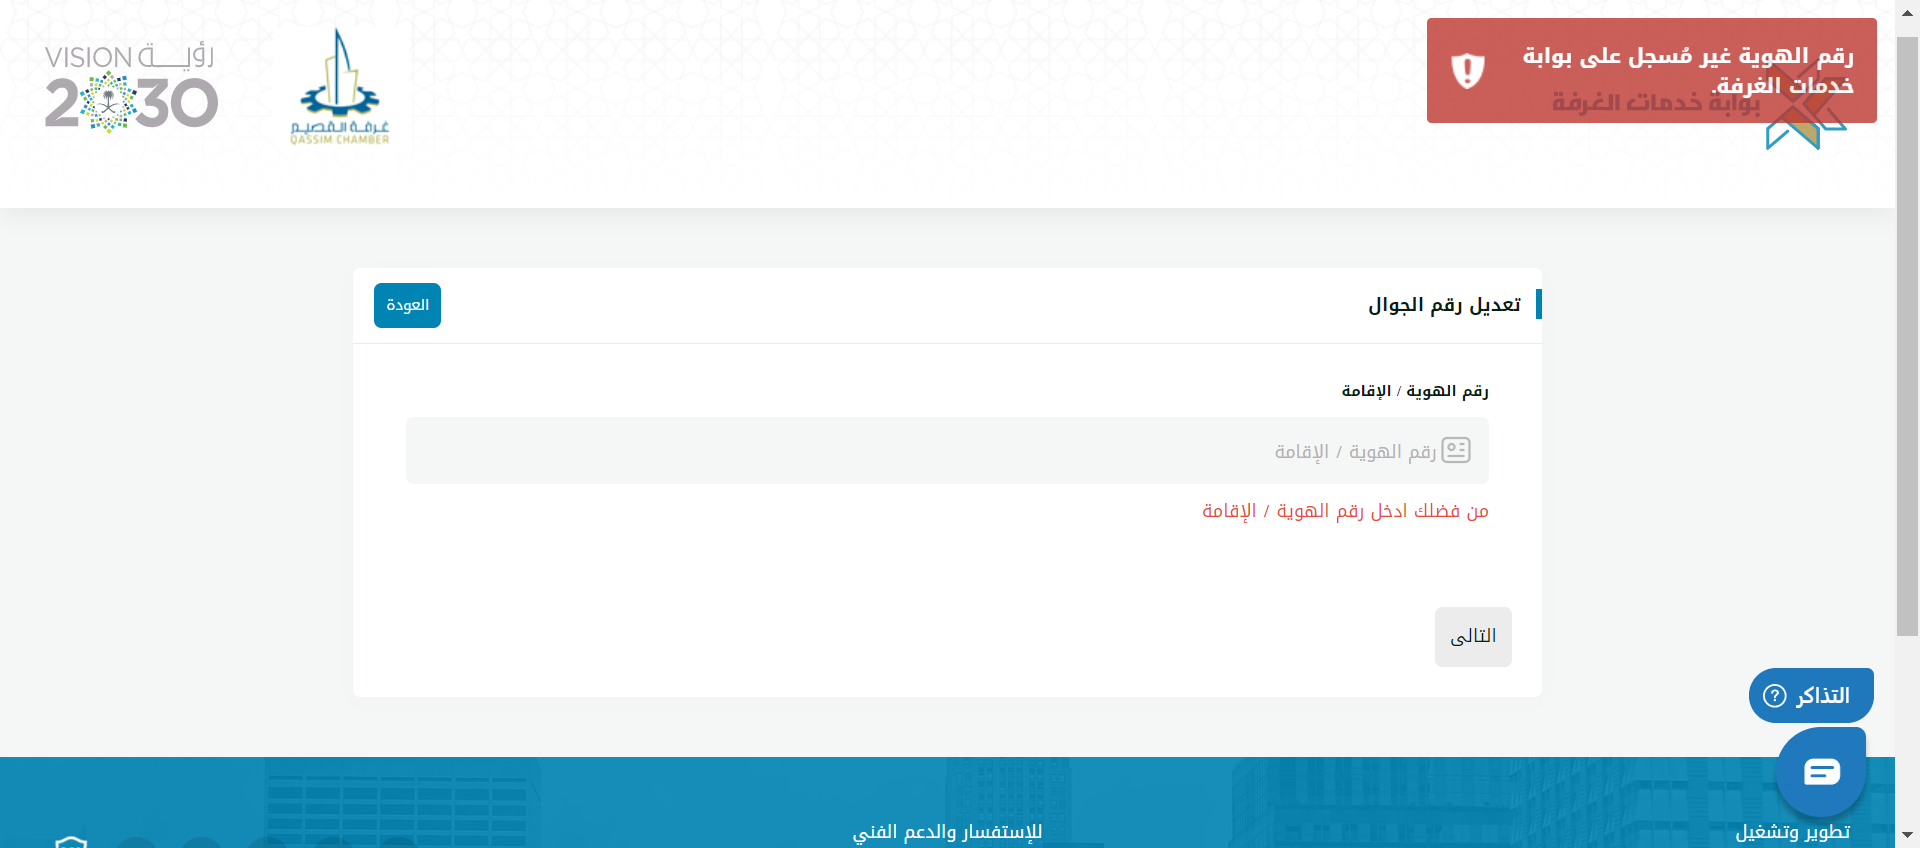 رقم الهوية غير مُسجل على بوابة
خدمات الغرفة.
بوابة خدمات الغرفة
غرفة القصيم
QASSIM CHAMBER
VISION رؤيـــة
2030
تعديل رقم الجوال
العودة
رقم الهوية / الإقامة
رقم الهوية / الإقامة
من فضلك ادخل رقم الهوية / الإقامة
التالى
التذاكر
تطوير وتشغيل
للإستفسار والدعم الفني